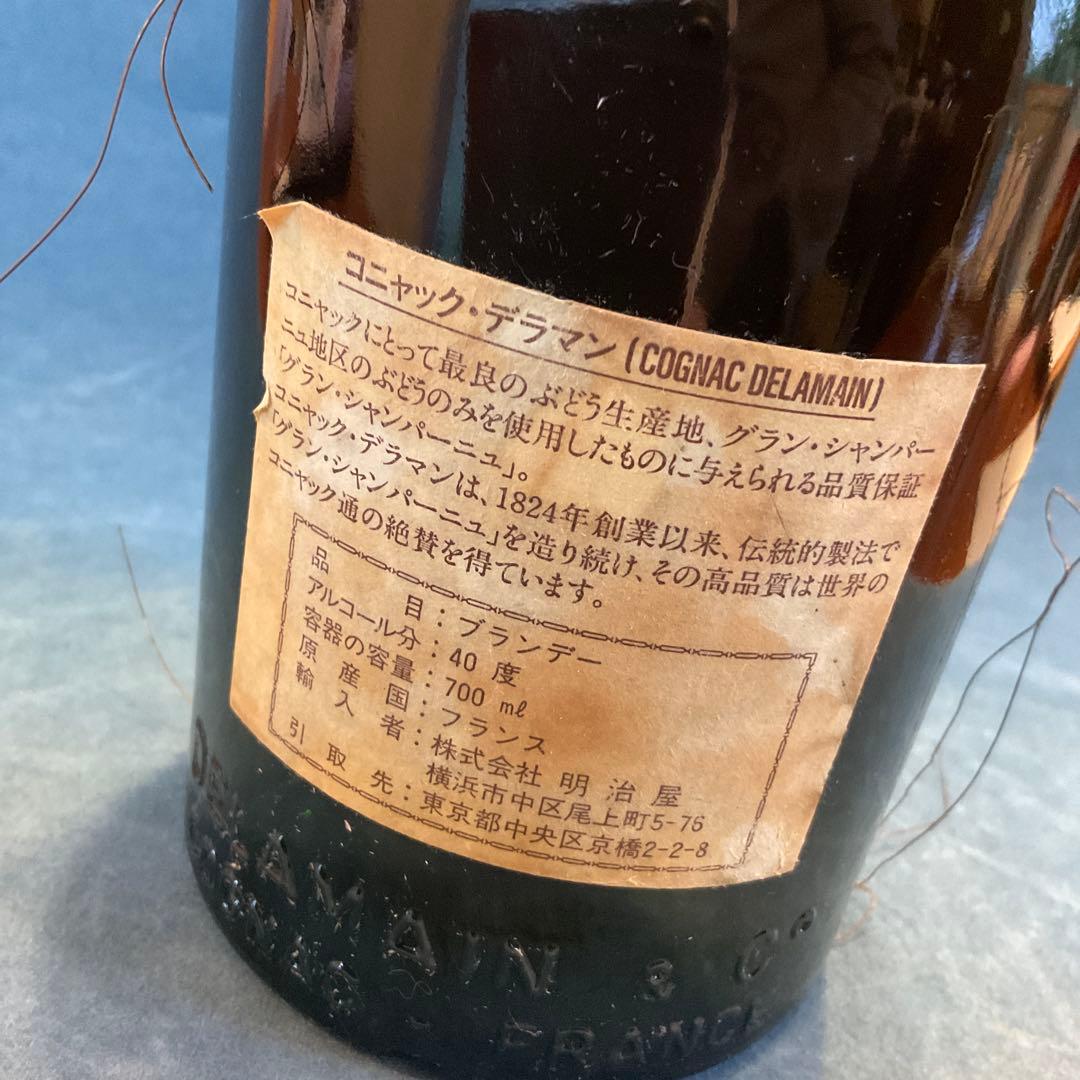 コニャック・デラマン (COGNAC DELAMAIN)
コニャックにとって最良のぶどう生産地、グラン・シャンパー
ニュ地区のぶどうのみを使用したものに与えられる品質保証
「グラン・シャンパーニュ」。
コニャック・デラマンは、1824年創業以来、伝統的製法で
「グラン・シャンパーニュ」を造り続け、その高品質は世界の
コニャック通の絶賛を得ています。
品目：ブランデー
アルコール分：40度
容器の容量：700 ml
原産国：フランス
輸入者：株式会社 明治屋
横浜市中区尾上町5-76
引取先：東京都中央区京橋2-2-8
DELAMAIN & Cº
FRANCE